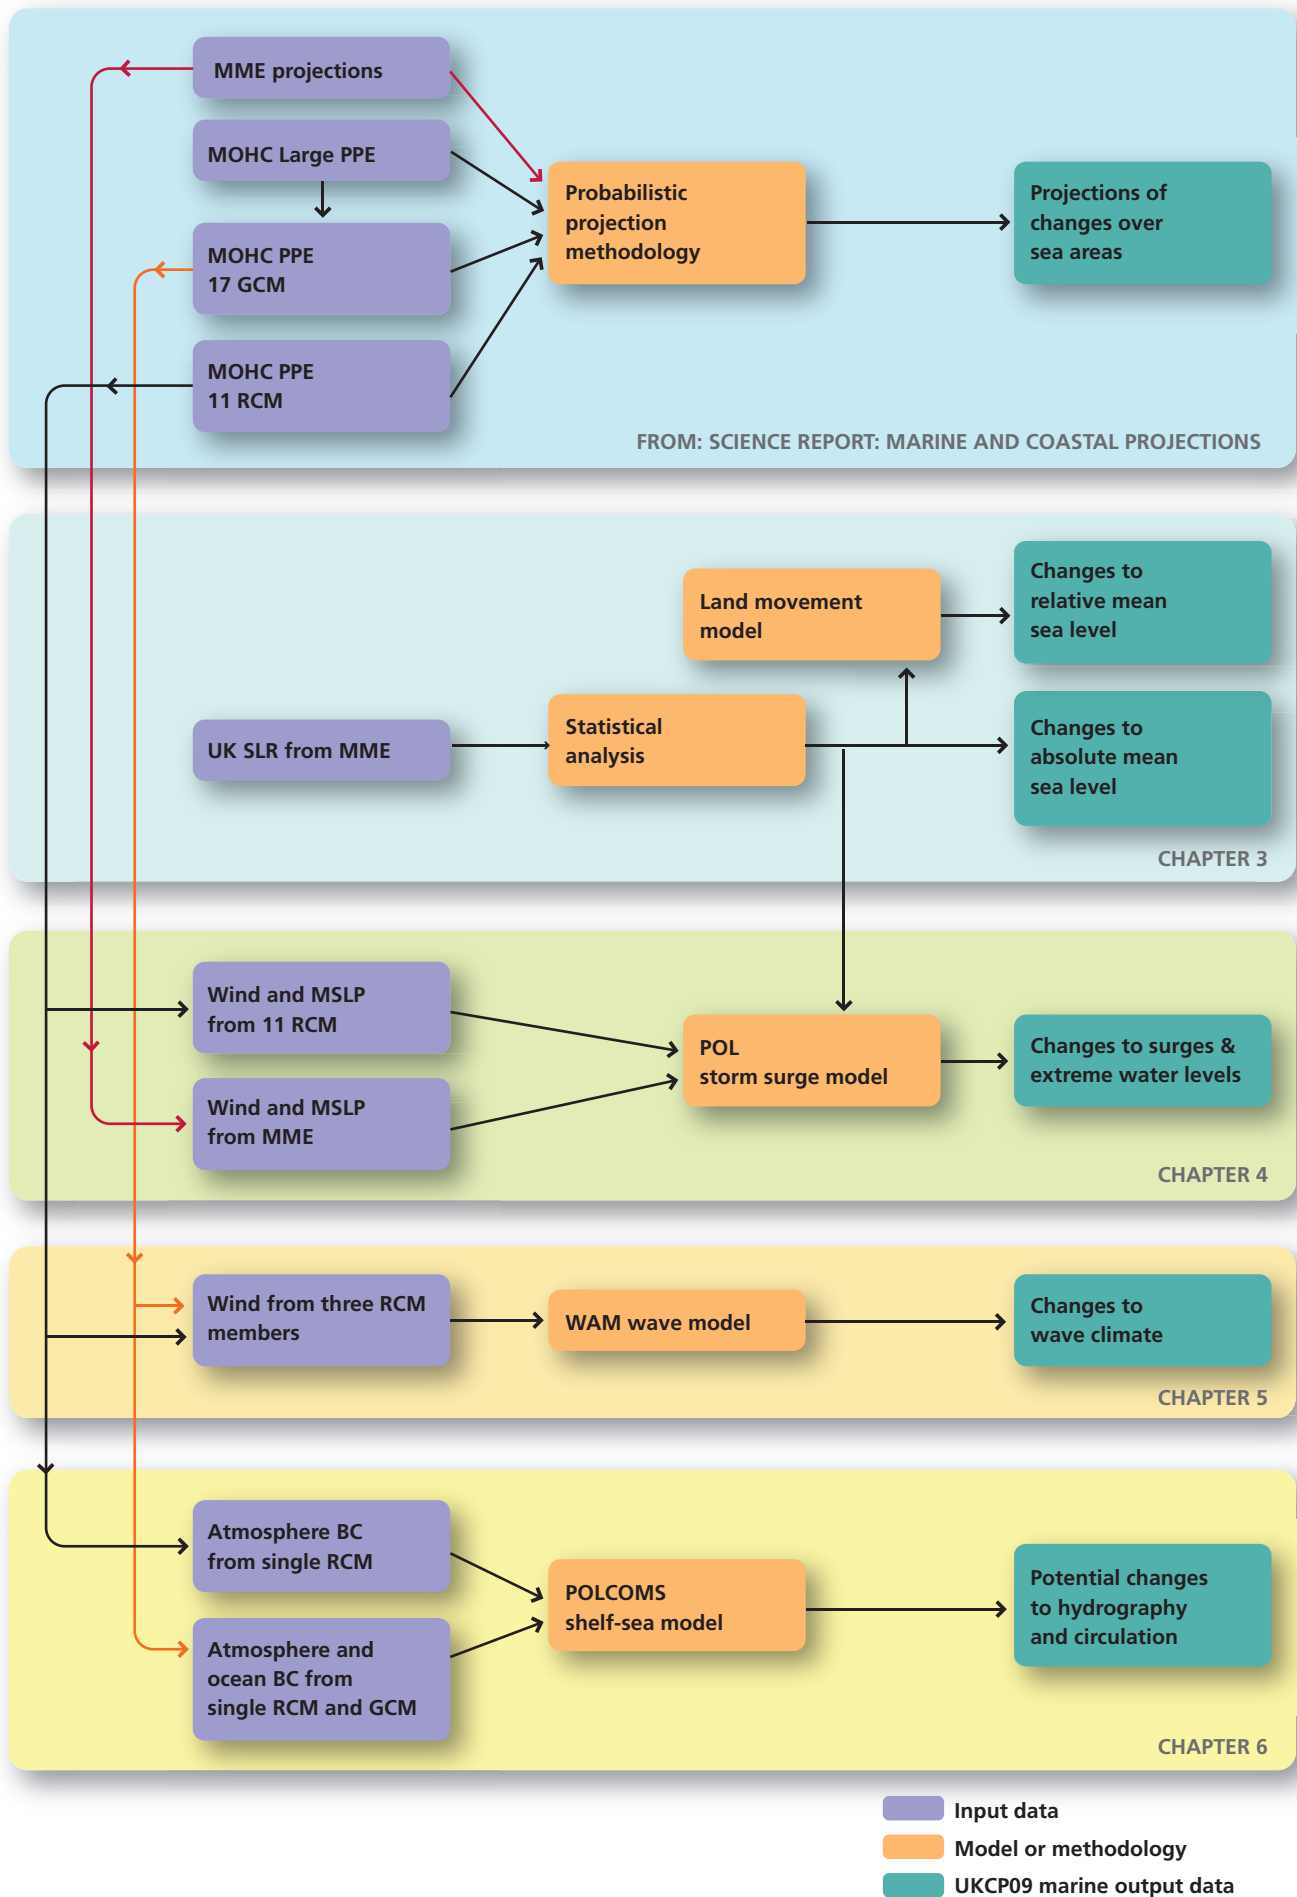 MME projections
MOHC Large PPE
MOHC PPE
17 GCM
MOHC PPE
11 RCM
Probabilistic
projection
methodology
Projections of
changes over
sea areas
FROM: SCIENCE REPORT: MARINE AND COASTAL PROJECTIONS
Land movement
model
Changes to
relative mean
sea level
UK SLR from MME
Statistical
analysis
Changes to
absolute mean
sea level
CHAPTER 3
Wind and MSLP
from 11 RCM
Wind and MSLP
from MME
POL
storm surge model
Changes to surges &
extreme water levels
CHAPTER 4
Wind from three RCM
members
WAM wave model
Changes to
wave climate
CHAPTER 5
Atmosphere BC
from single RCM
Atmosphere and
ocean BC from
single RCM and GCM
POLCOMS
shelf-sea model
Potential changes
to hydrography
and circulation
CHAPTER 6
Input data
Model or methodology
UKCP09 marine output data